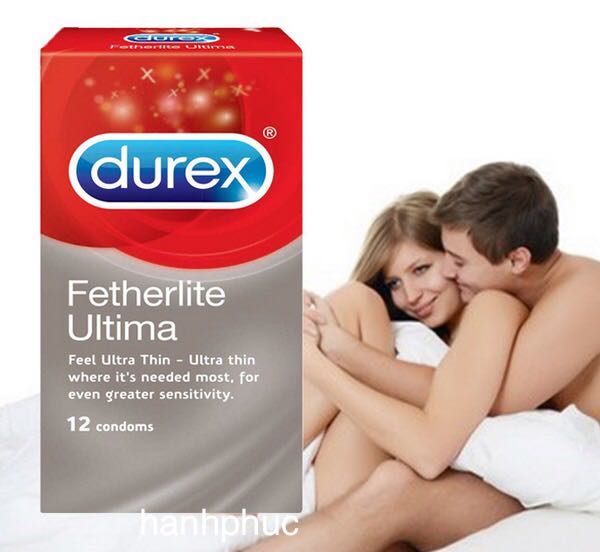 durex
Fetherlite Ultima
durex®
Fetherlite
Ultima
Feel Ultra Thin – Ultra thin
where it's needed most, for
even greater sensitivity.
12 condoms
hanhphuc